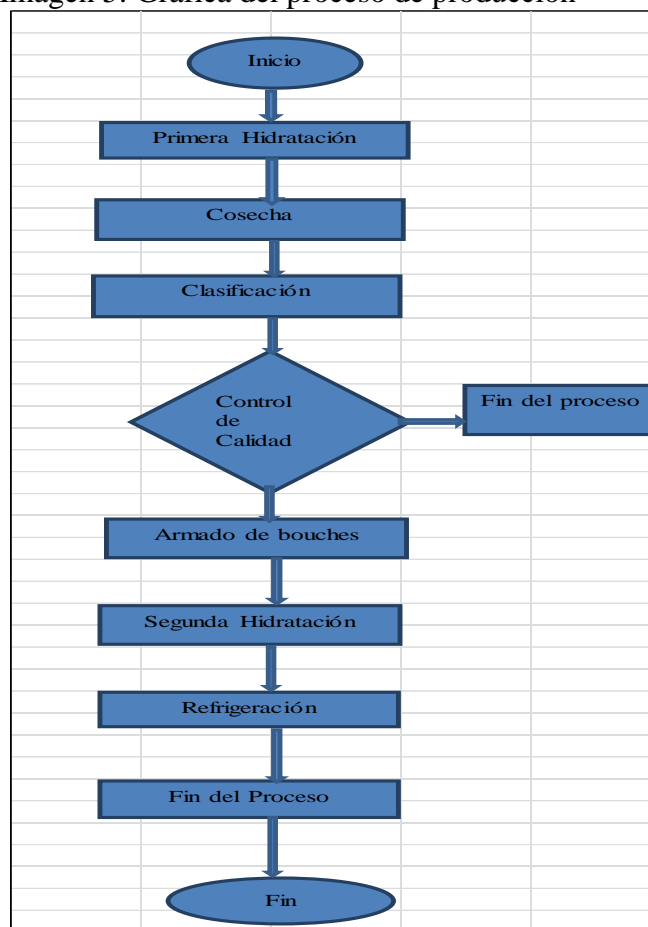 Imagen 3: Gráfica del proceso de producción
Inicio
Primera Hidratación
Cosecha
Clasificación
Control
de
Calidad
Fin del proceso
Armado de bouches
Segunda Hidratación
Refrigeración
Fin del Proceso
Fin